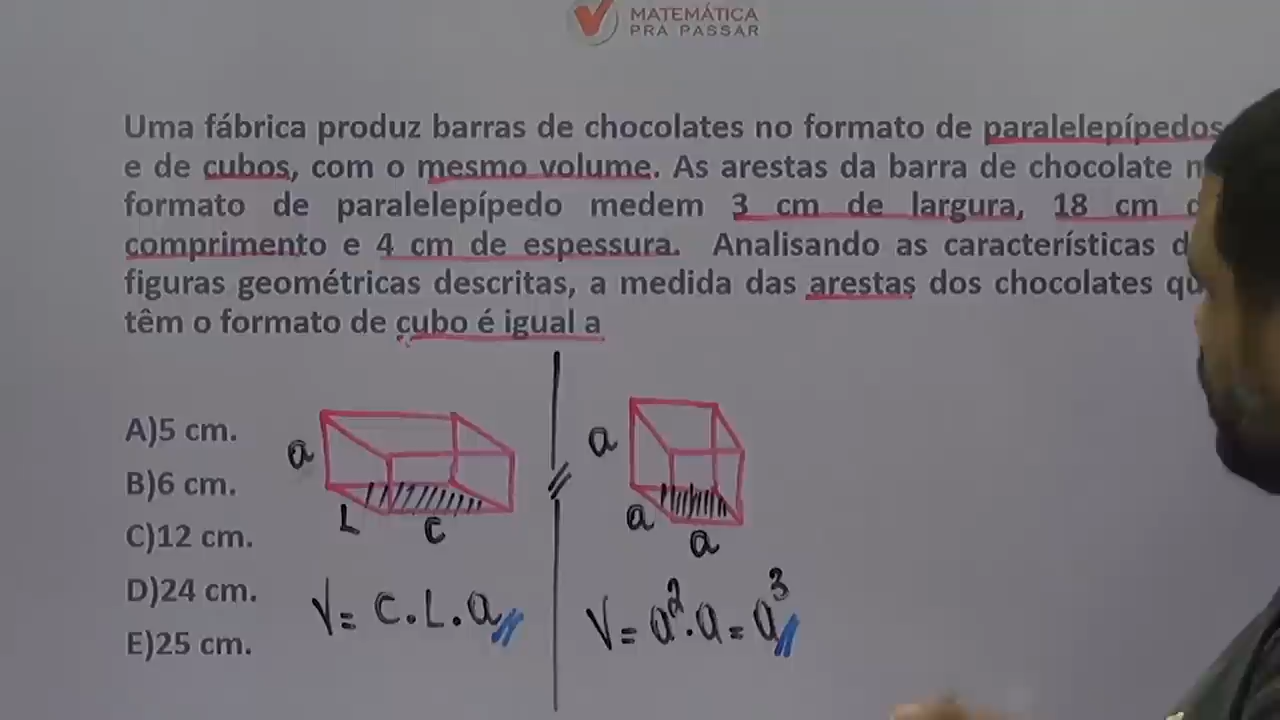 MATEMÁTICA
PRA PASSAR
Uma fábrica produz barras de chocolates no formato de paralelepípedos
e de cubos, com o mesmo volume. As arestas da barra de chocolate
formato de paralelepípedo medem 3 cm de largura, 18 cm
comprimento e 4 cm de espessura. Analisando as características
figuras geométricas descritas, a medida das arestas dos chocolates
têm o formato de cubo é igual a
A)5 cm.
B)6 cm.
C)12 cm.
D)24 cm.
E)25 cm.
a
L
C
V = C.L.a
a
a
a
V = a².a = a³